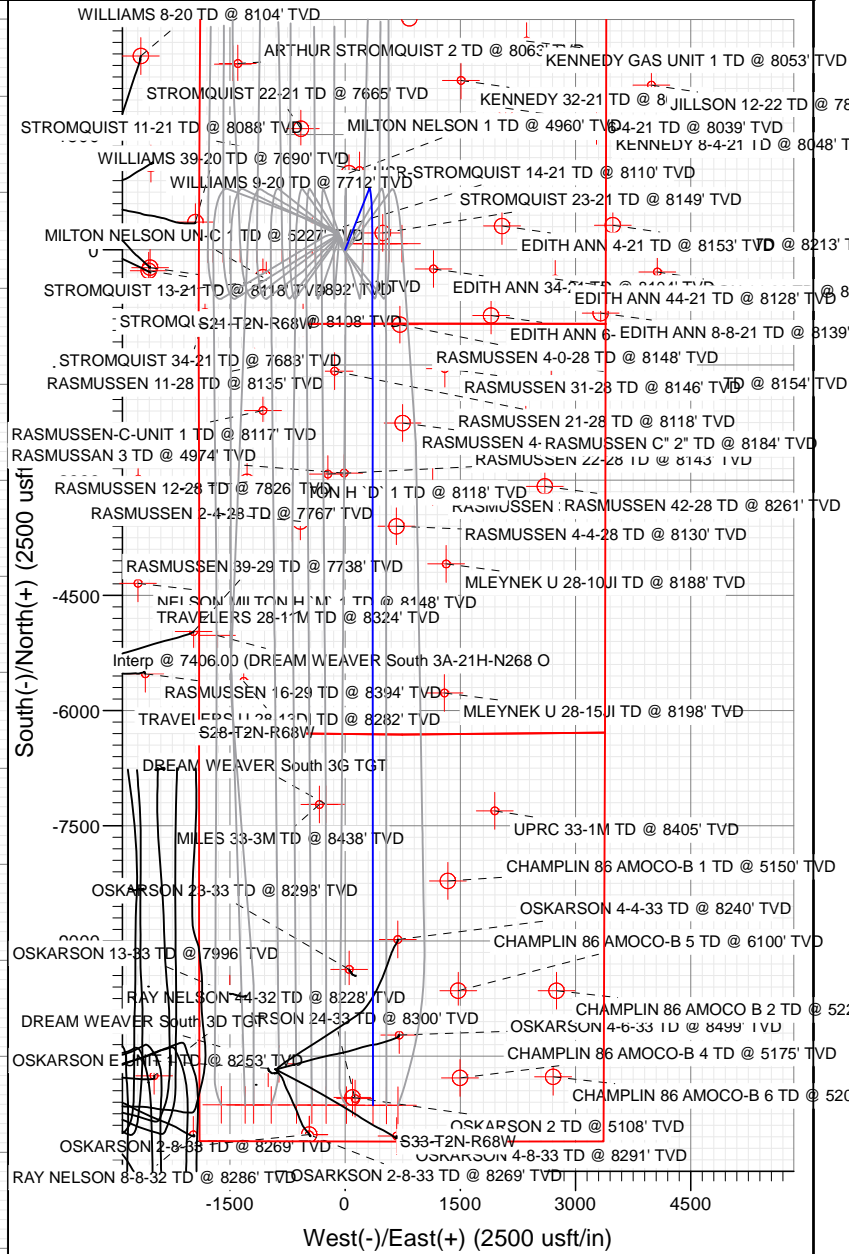 WILLIAMS 8-20 TD @ 8104' TVD
ARTHUR STROMQUIST 2 TD @ 8063' TVD
KENNEDY GAS UNIT 1 TD @ 8053' TVD
STROMQUIST 22-21 TD @ 7665' TVD
KENNEDY 32-21 TD @
JILLSON 12-22 TD @
STROMQUIST 11-21 TD @ 8088' TVD
MILTON NELSON 1 TD @ 4960' TVD
6-4-21 TD @ 8039' TVD
KENNEDY 8-4-21 TD @ 8048'
WILLIAMS 39-20 TD @ 7690' TVD
STROMQUIST 14-21 TD @ 8110' TVD
WILLIAMS 9-20 TD @ 7712' TVD
STROMQUIST 23-21 TD @ 8149' TVD
MILTON NELSON UN-C 1 TD @ 5227' TVD
EDITH ANN 4-21 TD @ 8153' TVD
TD @ 8213'
0
STROMQUIST 13-21 TD @ 8118' TVD
EDITH ANN
EDITH ANN 44-21 TD @ 8128' TVD
S21-T2N-R68W
@ 8108' TVD
EDITH ANN 6-
EDITH ANN 8-8-21 TD @ 8139'
STROMQUIST 34-21 TD @ 7683' TVD
RASMUSSEN 4-0-28 TD @ 8148' TVD
RASMUSSEN 11-28 TD @ 8135' TVD
RASMUSSEN 31-28 TD @ 8146' TVD
TD @ 8154' TVD
RASMUSSEN 21-28 TD @ 8118' TVD
RASMUSSEN-C-UNIT 1 TD @ 8117' TVD
RASMUSSEN 4-
RASMUSSEN C" 2" TD @ 8184' TVD
RASMUSSAN 3 TD @ 4974' TVD
RASMUSSEN 22-28 TD @ 8143' TVD
RASMUSSEN 12-28 TD @ 7826' TVD
TON H `D` 1 TD @ 8118' TVD
RASMUSSEN
RASMUSSEN 42-28 TD @ 8261' TVD
RASMUSSEN 2-4-28 TD @ 7767' TVD
RASMUSSEN 4-4-28 TD @ 8130' TVD
RASMUSSEN 39-29 TD @ 7738' TVD
MLEYNEK U 28-10JI TD @ 8188' TVD
-4500
NELSON MILTON H `M` 1 TD @ 8148' TVD
TRAVELERS 28-11M TD @ 8324' TVD
Interp @ 7406.00 (DREAM WEAVER South 3A-21H-N268 O
RASMUSSEN 16-29 TD @ 8394' TVD
-6000
MLEYNEK U 28-15JI TD @ 8198' TVD
TRAVELERS U 28-13D TD @ 8282' TVD
S28-T2N-R68W
DREAM WEAVER South 3G TGT
-7500
UPRC 33-1M TD @ 8405' TVD
MILES 33-3M TD @ 8438' TVD
CHAMPLIN 86 AMOCO-B 1 TD @ 5150' TVD
OSKARSON 23-33 TD @ 8298' TVD
OSKARSON 4-4-33 TD @ 8240' TVD
CHAMPLIN 86 AMOCO-B 5 TD @ 6100' TVD
OSKARSON 13-33 TD @ 7996' TVD
RAY NELSON 44-32 TD @ 8228' TVD
CHAMPLIN 86 AMOCO B 2 TD @
DREAM WEAVER South 3D TGT
24-33 TD @ 8300' TVD
OSKARSON 4-6-33 TD @ 8499' TVD
OSKARSON E UNIT 1 TD @ 8253' TVD
CHAMPLIN 86 AMOCO-B 4 TD @ 5175' TVD
CHAMPLIN 86 AMOCO-B 6 TD @
OSKARSON 2 TD @ 5108' TVD
OSKARSON 2-8-33 TD @ 8269' TVD
S33-T2N-R68W
OSKARSON 4-8-33 TD @ 8291' TVD
RAY NELSON 8-8-32 TD @ 8286' TVD
OSARKSON 2-8-33 TD @ 8269' TVD
-1500 0 1500 3000 4500
West(-)/East(+) (2500 usft/in)
South(-)/North(+) (2500 usft